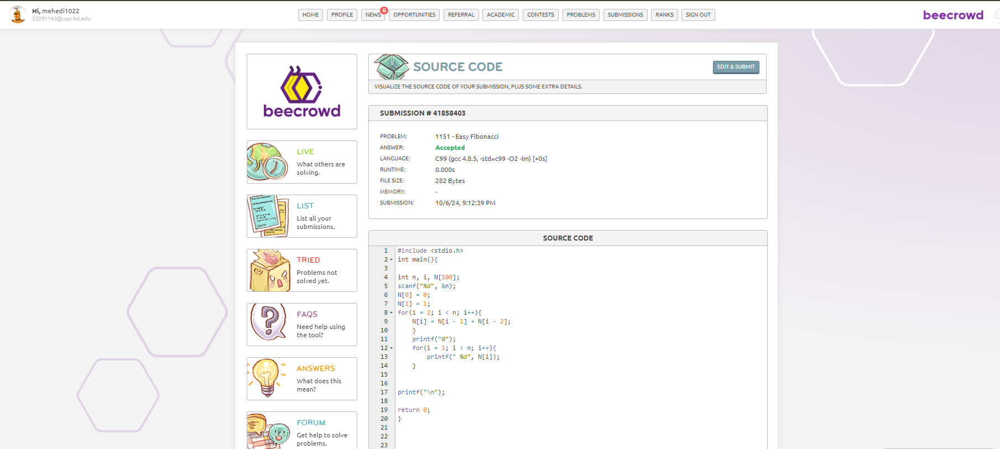 Hi, mehedi1022
23201143@uap-bd.edu
HOME PROFILE NEWS 6 OPPORTUNITIES REFERRAL ACADEMIC CONTESTS PROBLEMS SUBMISSIONS RANKS SIGN OUT
beecrowd
beecrowd
LIVE
What others are
solving.
LIST
List all your
submissions.
TRIED
Problems not
solved yet.
FAQS
Need help using
the tool?
ANSWERS
What does this
mean?
FORUM
Get help to solve
problems.
SOURCE CODE
EDIT & SUBMIT
VISUALIZE THE SOURCE CODE OF YOUR SUBMISSION, PLUS SOME EXTRA DETAILS.
SUBMISSION # 41858403
PROBLEM: 1151 - Easy Fibonacci
ANSWER: Accepted
LANGUAGE: C99 (gcc 4.8.5, -std=c99 -O2 -lm) [+0s]
RUNTIME: 0.000s
FILE SIZE: 282 Bytes
MEMORY: -
SUBMISSION: 10/6/24, 9:12:39 PM
SOURCE CODE
1 #include <stdio.h>
2 int main(){
3
4 int n, i, N[100];
5 scanf("%d", &n);
6 N[0] = 0;
7 N[1] = 1;
8 for(i = 2; i < n; i++){
9 N[i] = N[i - 1] + N[i - 2];
10 }
11 printf("0");
12 for(i = 1; i < n; i++){
13 printf(" %d", N[i]);
14 }
15
16
17 printf("\n");
18
19 return 0;
20 }
21
22
23